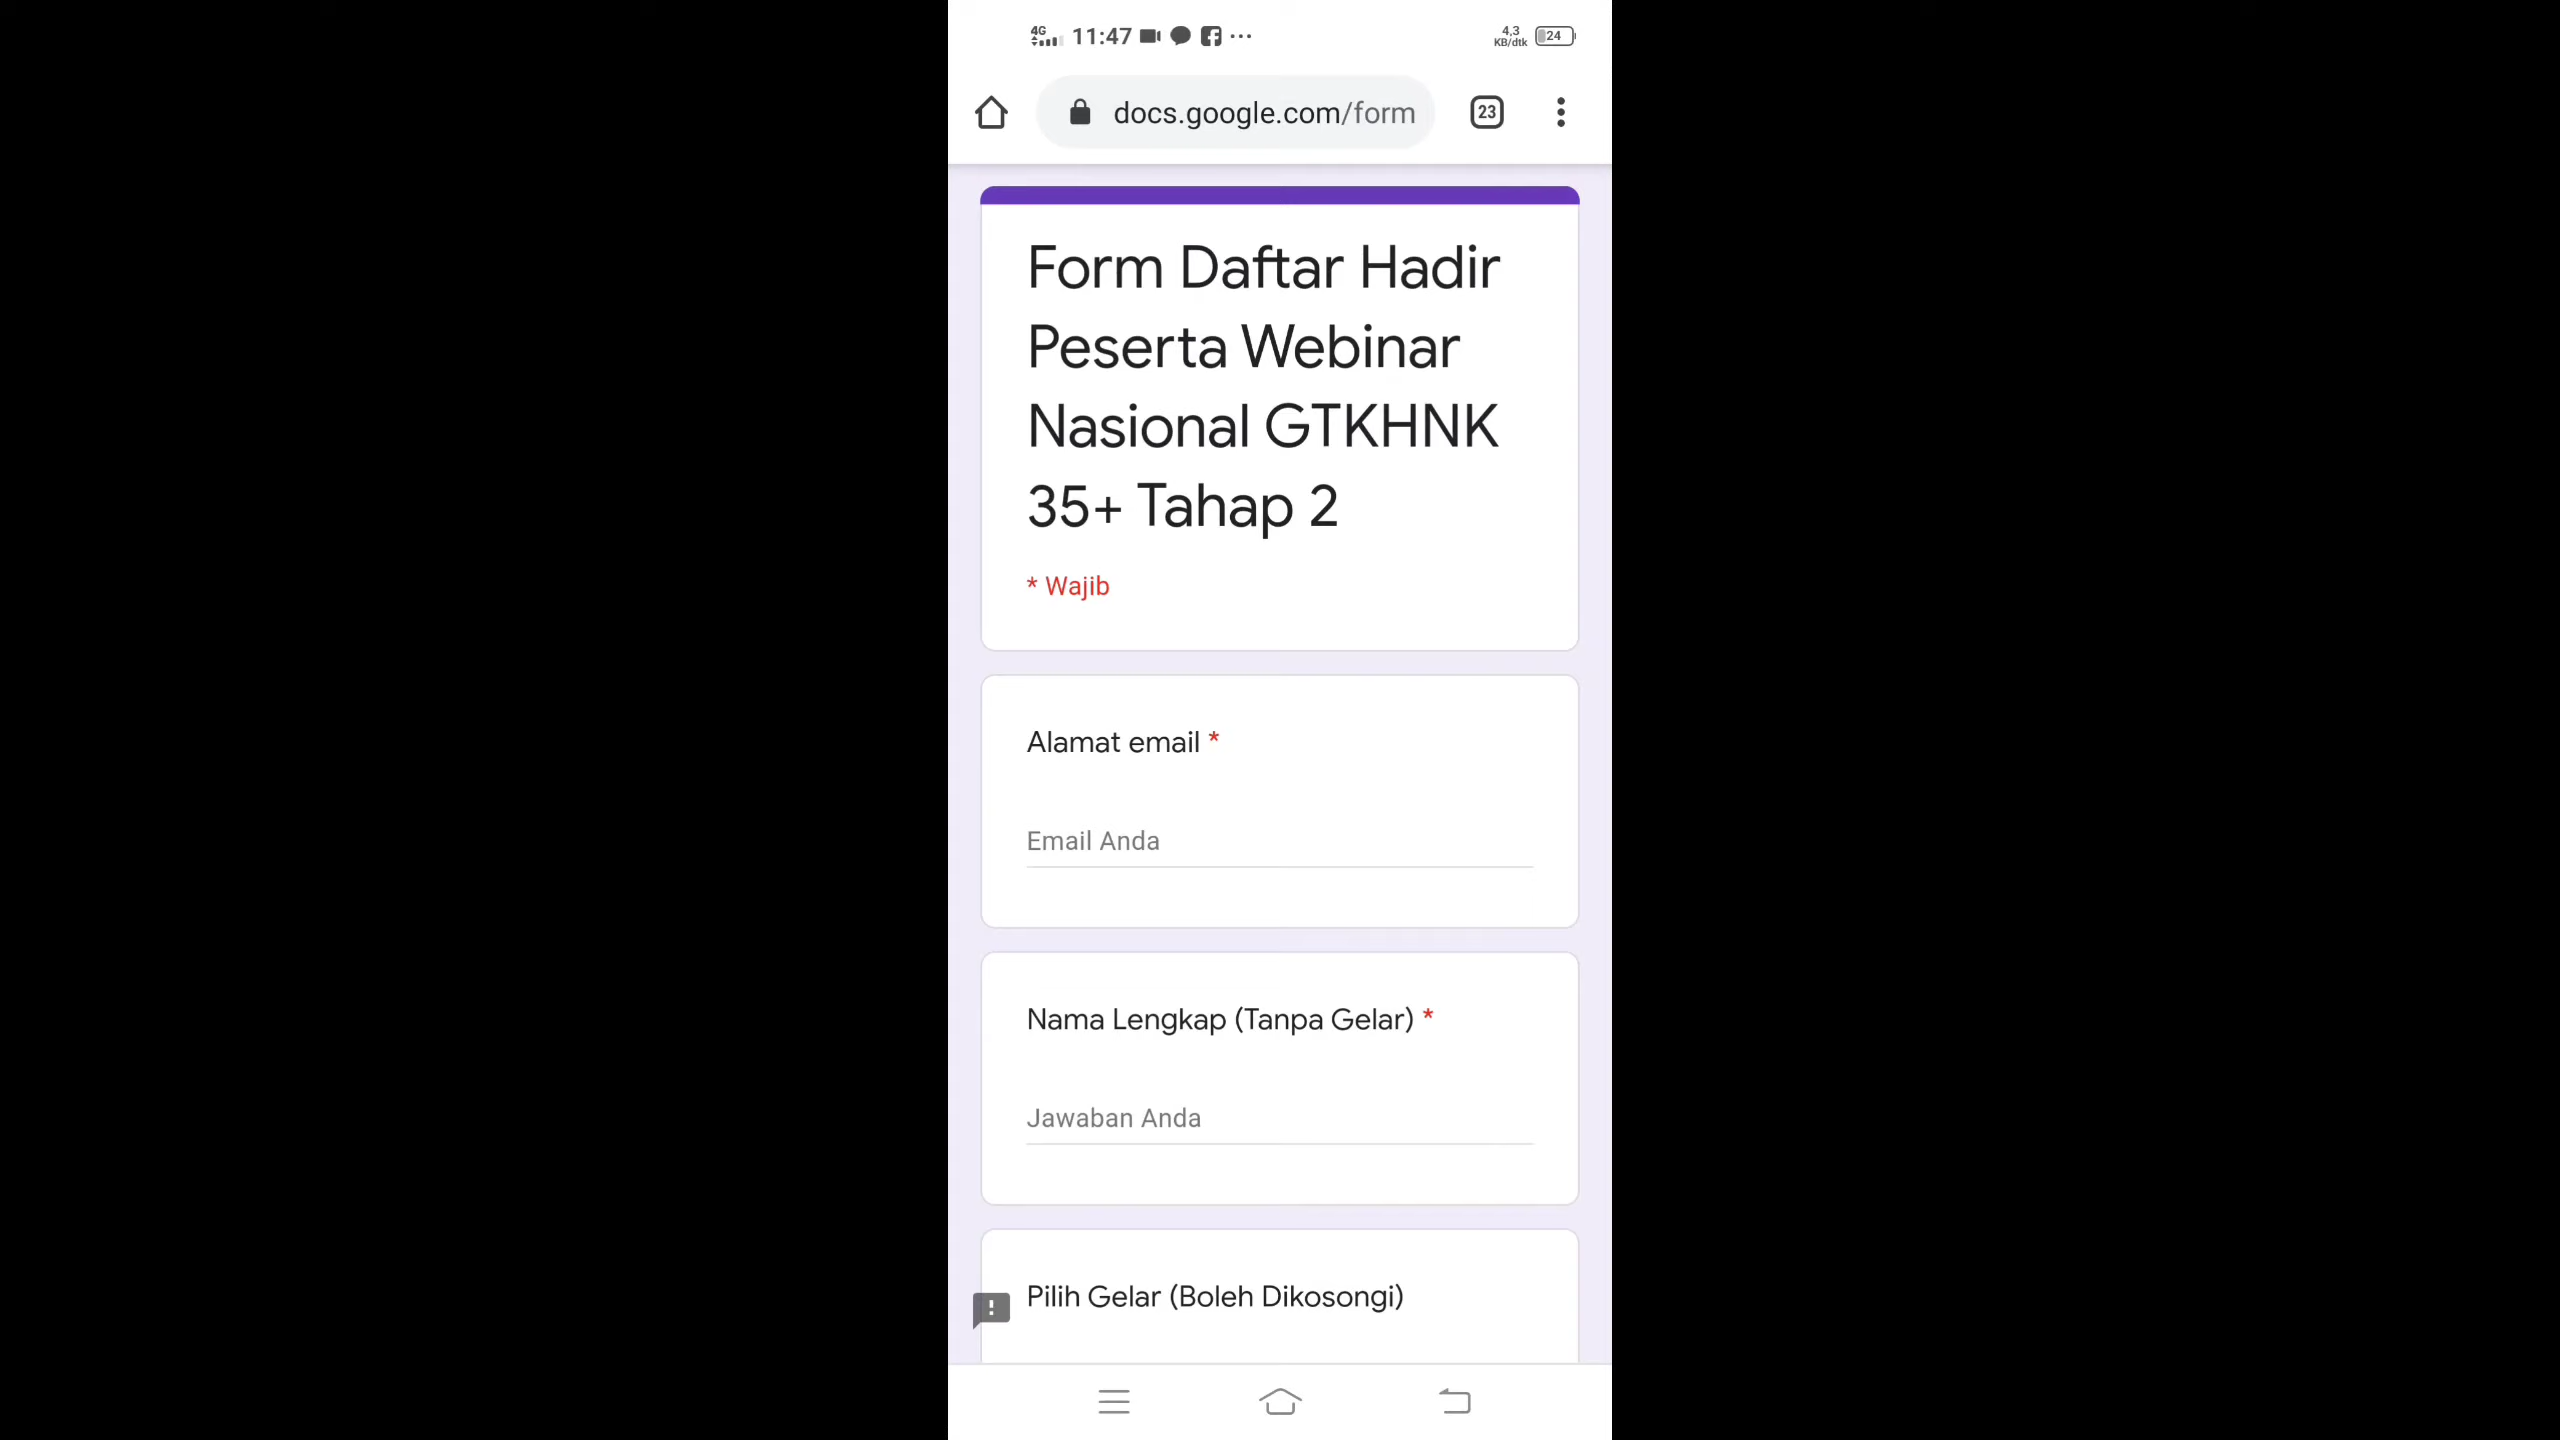 4G 11:47 4,3 KB/dtk 24
docs.google.com/form 23
Form Daftar Hadir
Peserta Webinar
Nasional GTKHNK
35+ Tahap 2
* Wajib
Alamat email *
Email Anda
Nama Lengkap (Tanpa Gelar) *
Jawaban Anda
Pilih Gelar (Boleh Dikosongi)